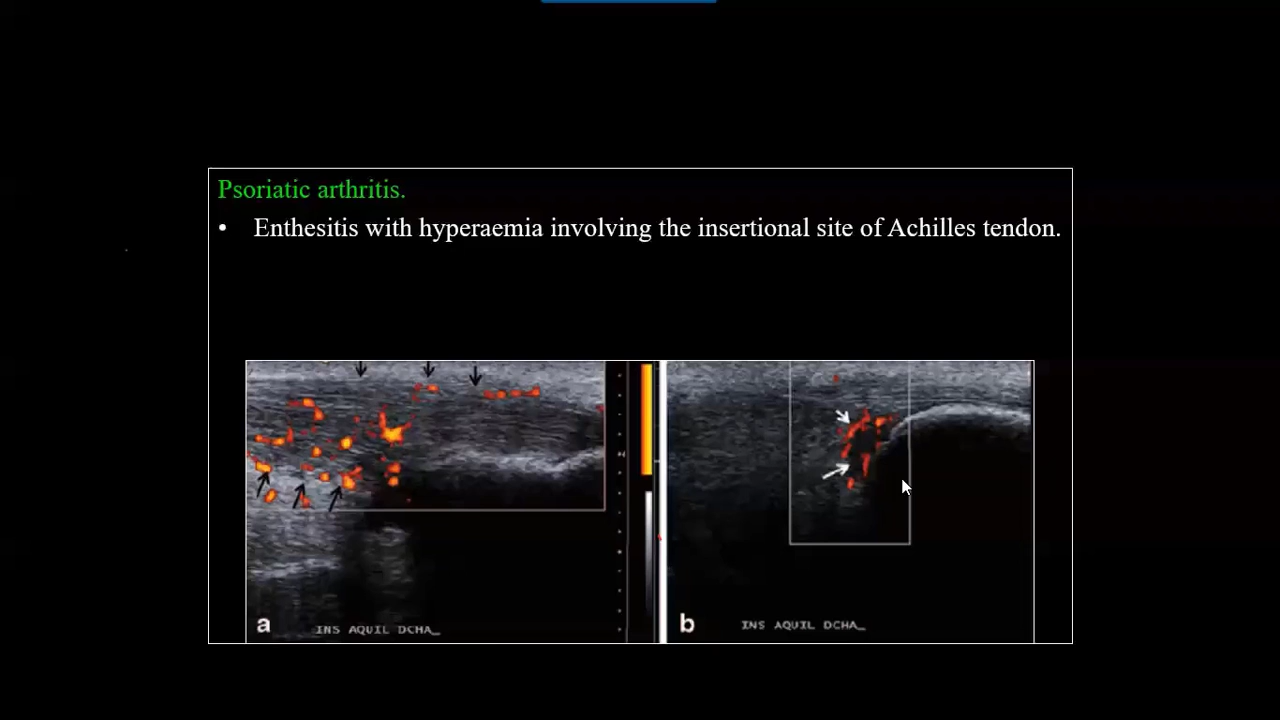 Psoriatic arthritis.
• Enthesitis with hyperaemia involving the insertional site of Achilles tendon.
a
INS AQUIL DCHA_
b
INS AQUIL DCHA_